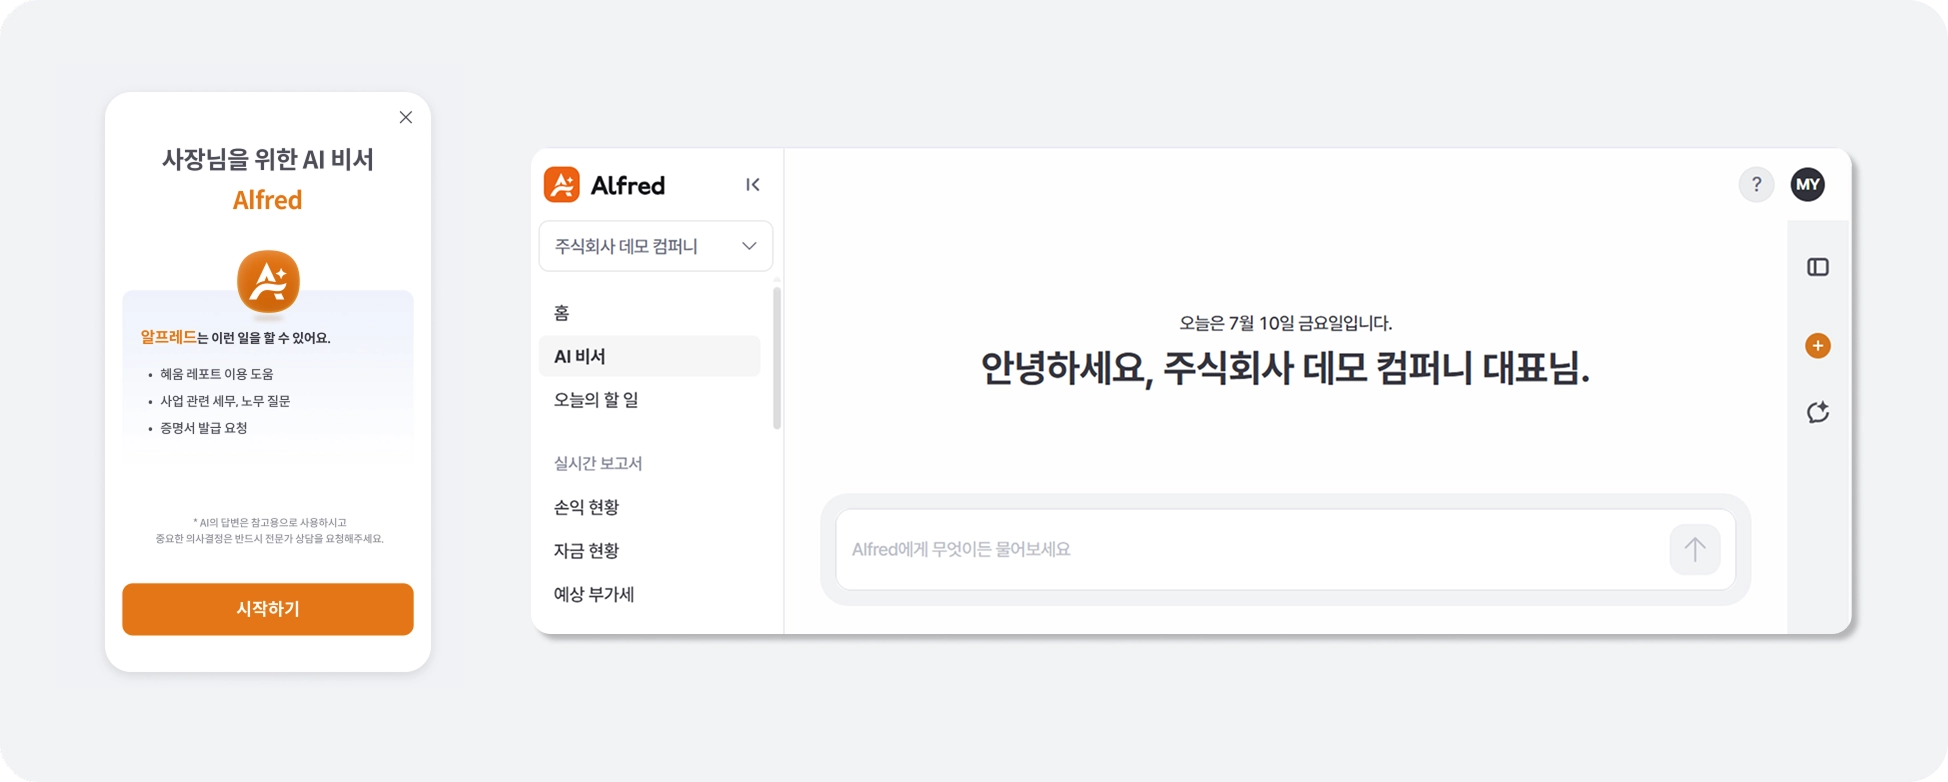 사장님을 위한 AI 비서
Alfred
알프레드는 이런 일을 할 수 있어요.
• 혜움 레포트 이용 도움
• 사업 관련 세무, 노무 질문
• 증명서 발급 요청
* AI의 답변은 참고용으로 사용하시고
중요한 의사결정은 반드시 전문가 상담을 요청해주세요.
시작하기
Alfred
주식회사 데모 컴퍼니
홈
AI 비서
오늘의 할 일
실시간 보고서
손익 현황
자금 현황
예상 부가세
?
MY
오늘은 7월 10일 금요일입니다.
안녕하세요, 주식회사 데모 컴퍼니 대표님.
Alfred에게 무엇이든 물어보세요